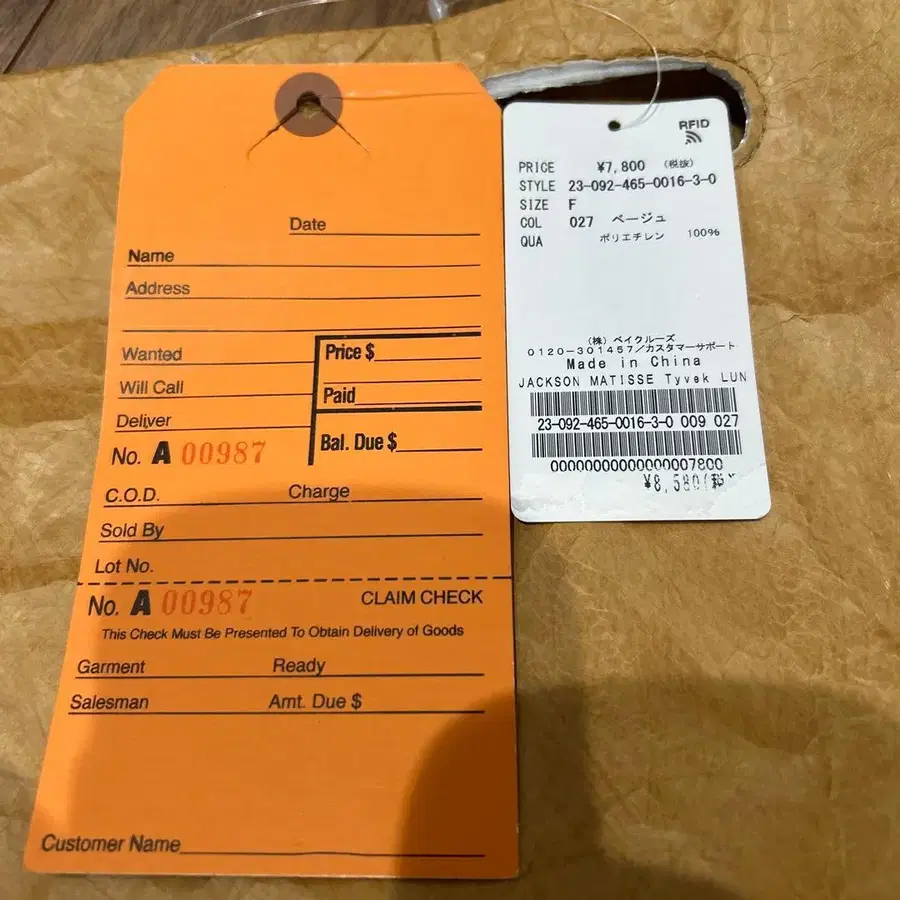 Date
Name
Address
Wanted
Will Call
Deliver
Price $
Paid
Bal. Due $
No. A 00987
C.O.D. Charge
Sold By
Lot No.
No. A 00987 CLAIM CHECK
This Check Must Be Presented To Obtain Delivery of Goods
Garment Ready
Salesman Amt. Due $
Customer Name
RFID
PRICE ¥7,800 (税抜)
STYLE 23-092-465-0016-3-0
SIZE F
COL 027 ベージュ
QUA ポリエチレン 100%
(株) ベイクルーズ
0120-301457/カスタマーサポート
Made in China
JACKSON MATISSE Tyvek LUN
23-092-465-0016-3-0 009 027
00000000000000007800
¥8,580(税